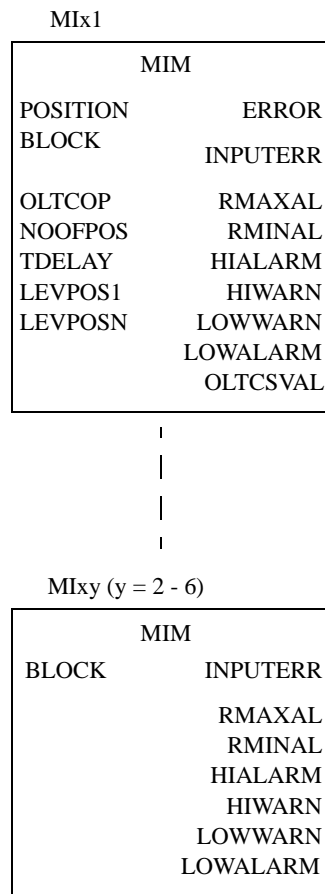 MIx1
MIM
POSITION ERROR
BLOCK
INPUTERR
OLTCOP RMAXAL
NOOFPOS RMINAL
TDELAY HIALARM
LEVPOS1 HIWARN
LEVPOSN LOWWARN
LOWALARM
OLTCSVAL
MIxy (y = 2 - 6)
MIM
BLOCK INPUTERR
RMAXAL
RMINAL
HIALARM
HIWARN
LOWWARN
LOWALARM